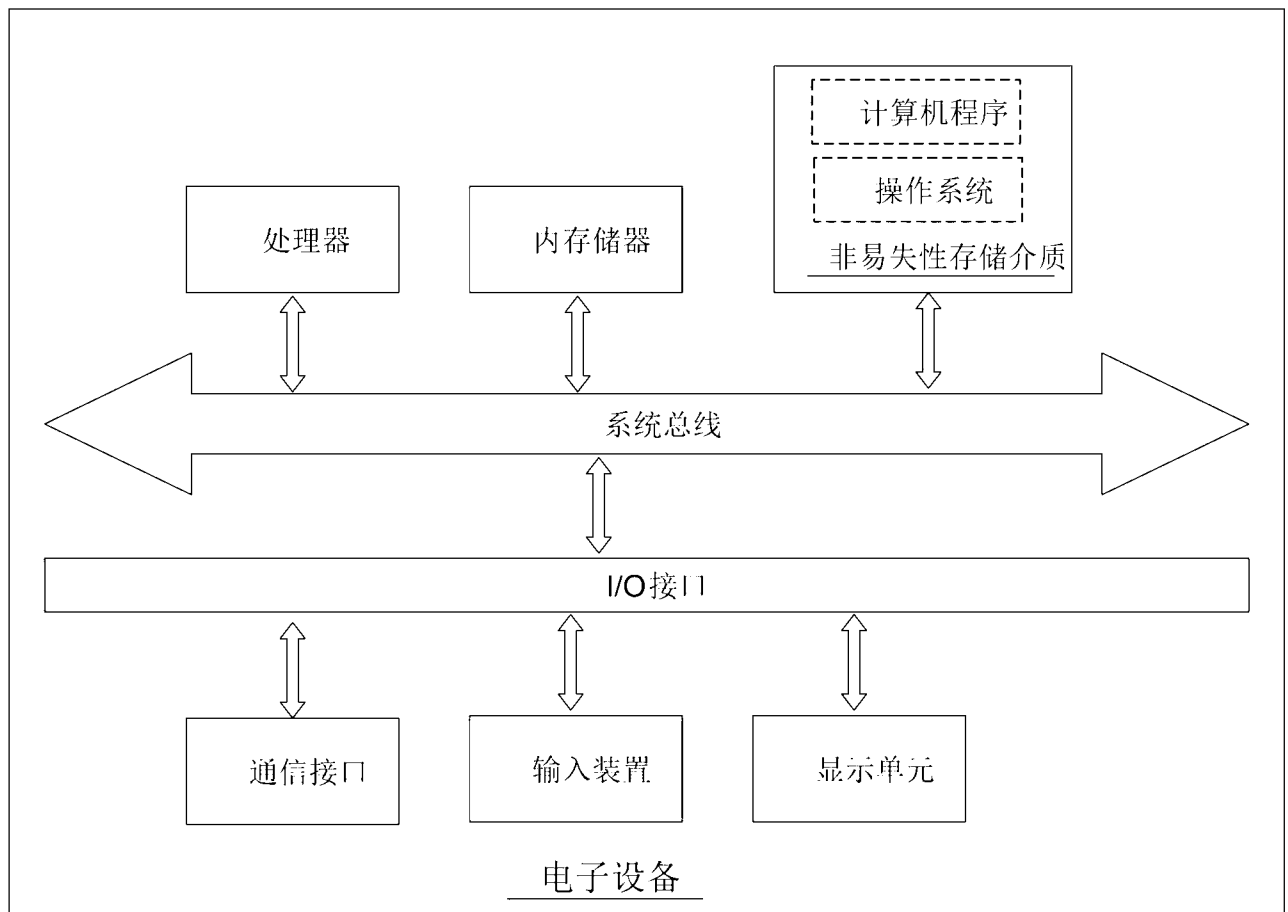 计算机程序
操作系统
非易失性存储介质
处理器
内存储器
系统总线
I/O接口
通信接口
输入装置
显示单元
电子设备